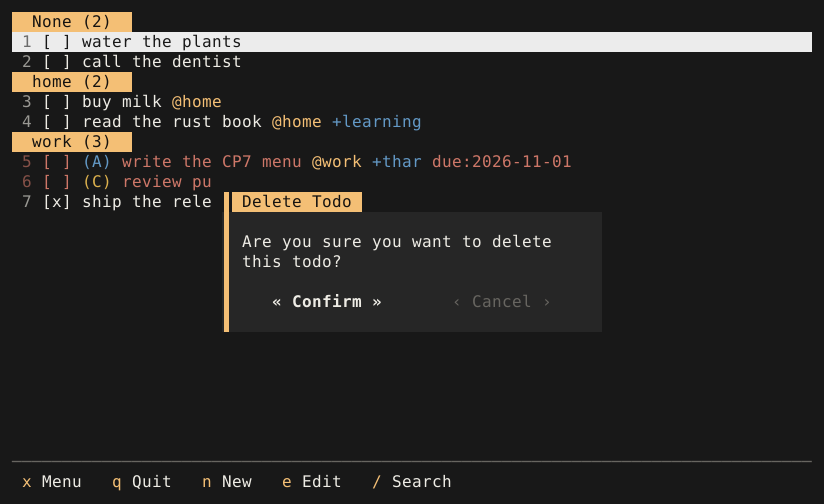 None (2)
1 [ ] water the plants
2 [ ] call the dentist
home (2)
3 [ ] buy milk @home
4 [ ] read the rust book @home +learning
work (3)
5 [ ] (A) write the CP7 menu @work +thar due:2026-11-01
6 [ ] (C) review pu
7 [x] ship the rele
Delete Todo
Are you sure you want to delete
this todo?
« Confirm » ‹ Cancel ›
x Menu q Quit n New e Edit / Search